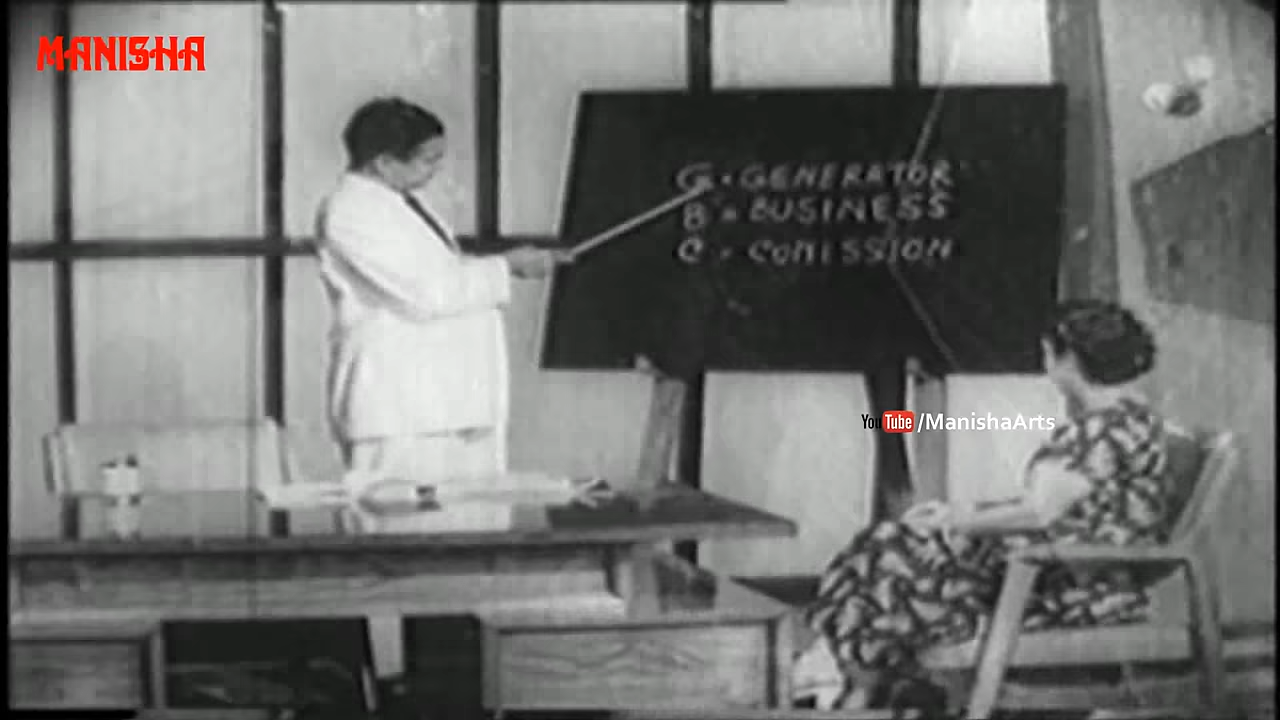 MANISHA
G = GENERATOR
B = BUSINESS
C = COMISSION
YouTube/ManishaArts